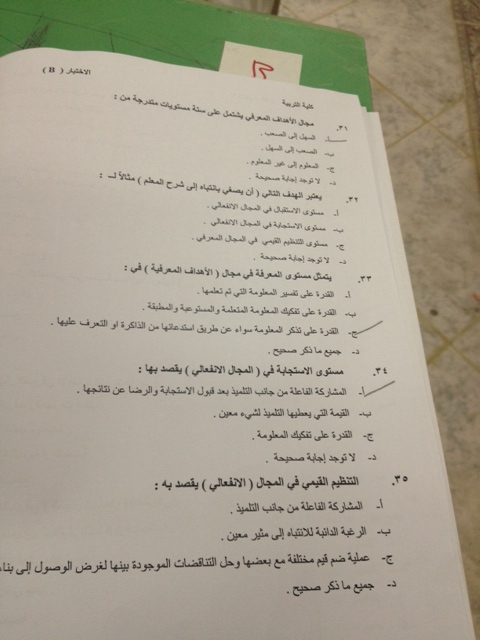 R
كلية التربية
الاختبار ( B )
٣١. مجال الأهداف المعرفي يشتمل على ستة مستويات متدرجة من :
أ- السهل إلى الصعب .
ب- الصعب إلى السهل .
ج- المعلوم إلى غير المعلوم .
د- لا توجد إجابة صحيحة .
٣٢. يعتبر الهدف التالي ( أن يصغي بانتباه إلى شرح المعلم ) مثالاً لـ :
أ- مستوى الاستقبال في المجال الانفعالي .
ب- مستوى الاستجابة في المجال الانفعالي .
ج- مستوى التنظيم القيمي في المجال المعرفي .
د- لا توجد إجابة صحيحة .
٣٣. يتمثل مستوى المعرفة في مجال ( الأهداف المعرفية ) في :
أ- القدرة على تفسير المعلومة التي تم تعلمها .
ب- القدرة على تفكيك المعلومة المتعلمة والمستوعبة والمطبقة .
ج- القدرة على تذكر المعلومة سواء عن طريق استدعائها من الذاكرة او التعرف عليها .
د- جميع ما ذكر صحيح .
٣٤. مستوى الاستجابة في ( المجال الانفعالي ) يقصد بها :
أ- المشاركة الفاعلة من جانب التلميذ بعد قبول الاستجابة والرضا عن نتائجها .
ب- القيمة التي يعطيها التلميذ لشيء معين .
ج- القدرة على تفكيك المعلومة .
د- لا توجد إجابة صحيحة .
٣٥. التنظيم القيمي في المجال ( الانفعالي ) يقصد به :
أ- المشاركة الفاعلة من جانب التلميذ .
ب- الرغبة الدائبة للانتباه إلى مثير معين .
ج- عملية ضم قيم مختلفة مع بعضها وحل التناقضات الموجودة بينها لغرض الوصول إلى
د- جميع ما ذكر صحيح .